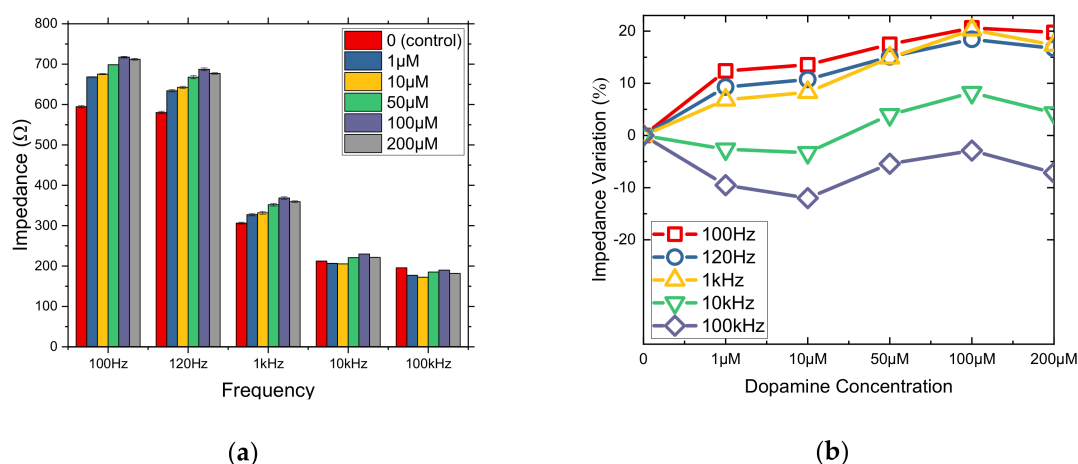 800
700
600
500
400
300
200
100
0
Impedance (Ω)
0 (control)
1µM
10µM
50µM
100µM
200µM
100Hz 120Hz 1kHz 10kHz 100kHz
Frequency
(a)
20
10
0
-10
-20
Impedance Variation (%)
100Hz
120Hz
1kHz
10kHz
100kHz
0 1µM 10µM 50µM 100µM 200µM
Dopamine Concentration
(b)